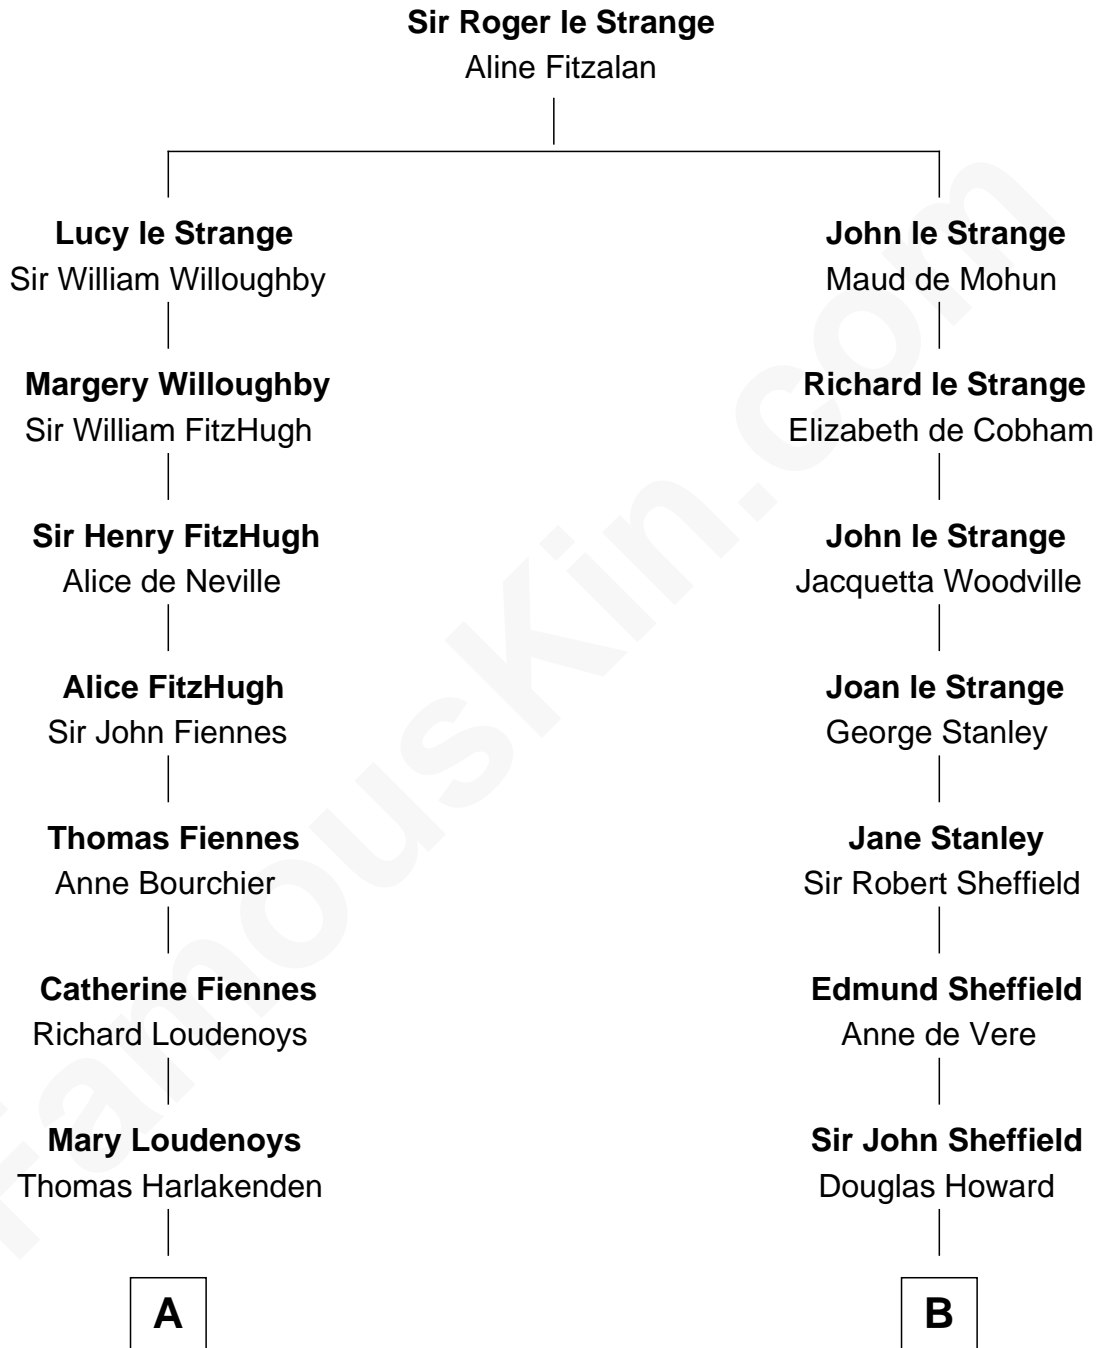 Sir Roger le Strange
Aline Fitzalan
Lucy le Strange
Sir William Willoughby
Margery Willoughby
Sir William FitzHugh
Sir Henry FitzHugh
Alice de Neville
Alice FitzHugh
Sir John Fiennes
Thomas Fiennes
Anne Bourchier
Catherine Fiennes
Richard Loudenoys
Mary Loudenoys
Thomas Harlakenden
A
John le Strange
Maud de Mohun
Richard le Strange
Elizabeth de Cobham
John le Strange
Jacquetta Woodville
Joan le Strange
George Stanley
Jane Stanley
Sir Robert Sheffield
Edmund Sheffield
Anne de Vere
Sir John Sheffield
Douglas Howard
B
FamousKin.com